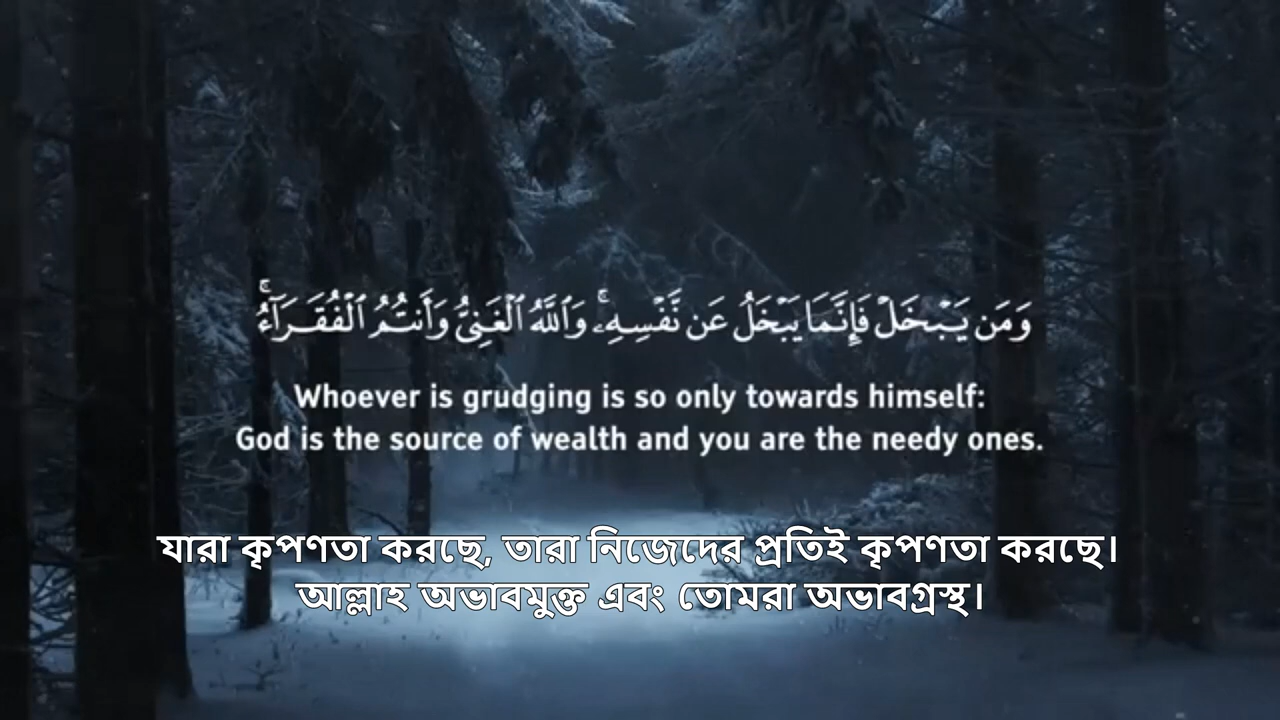 وَمَن يَبْخَلْ فَإِنَّمَا يَبْخَلُ عَن نَّفْسِهِۦ ۚ وَٱللَّهُ ٱلْغَنِىُّ وَأَنتُمُ ٱلْفُقَرَآءُ ۚ
Whoever is grudging is so only towards himself:
God is the source of wealth and you are the needy ones.
যারা কৃপণতা করছে, তারা নিজেদের প্রতিই কৃপণতা করছে।
আল্লাহ অভাবমুক্ত এবং তোমরা অভাবগ্রস্থ।